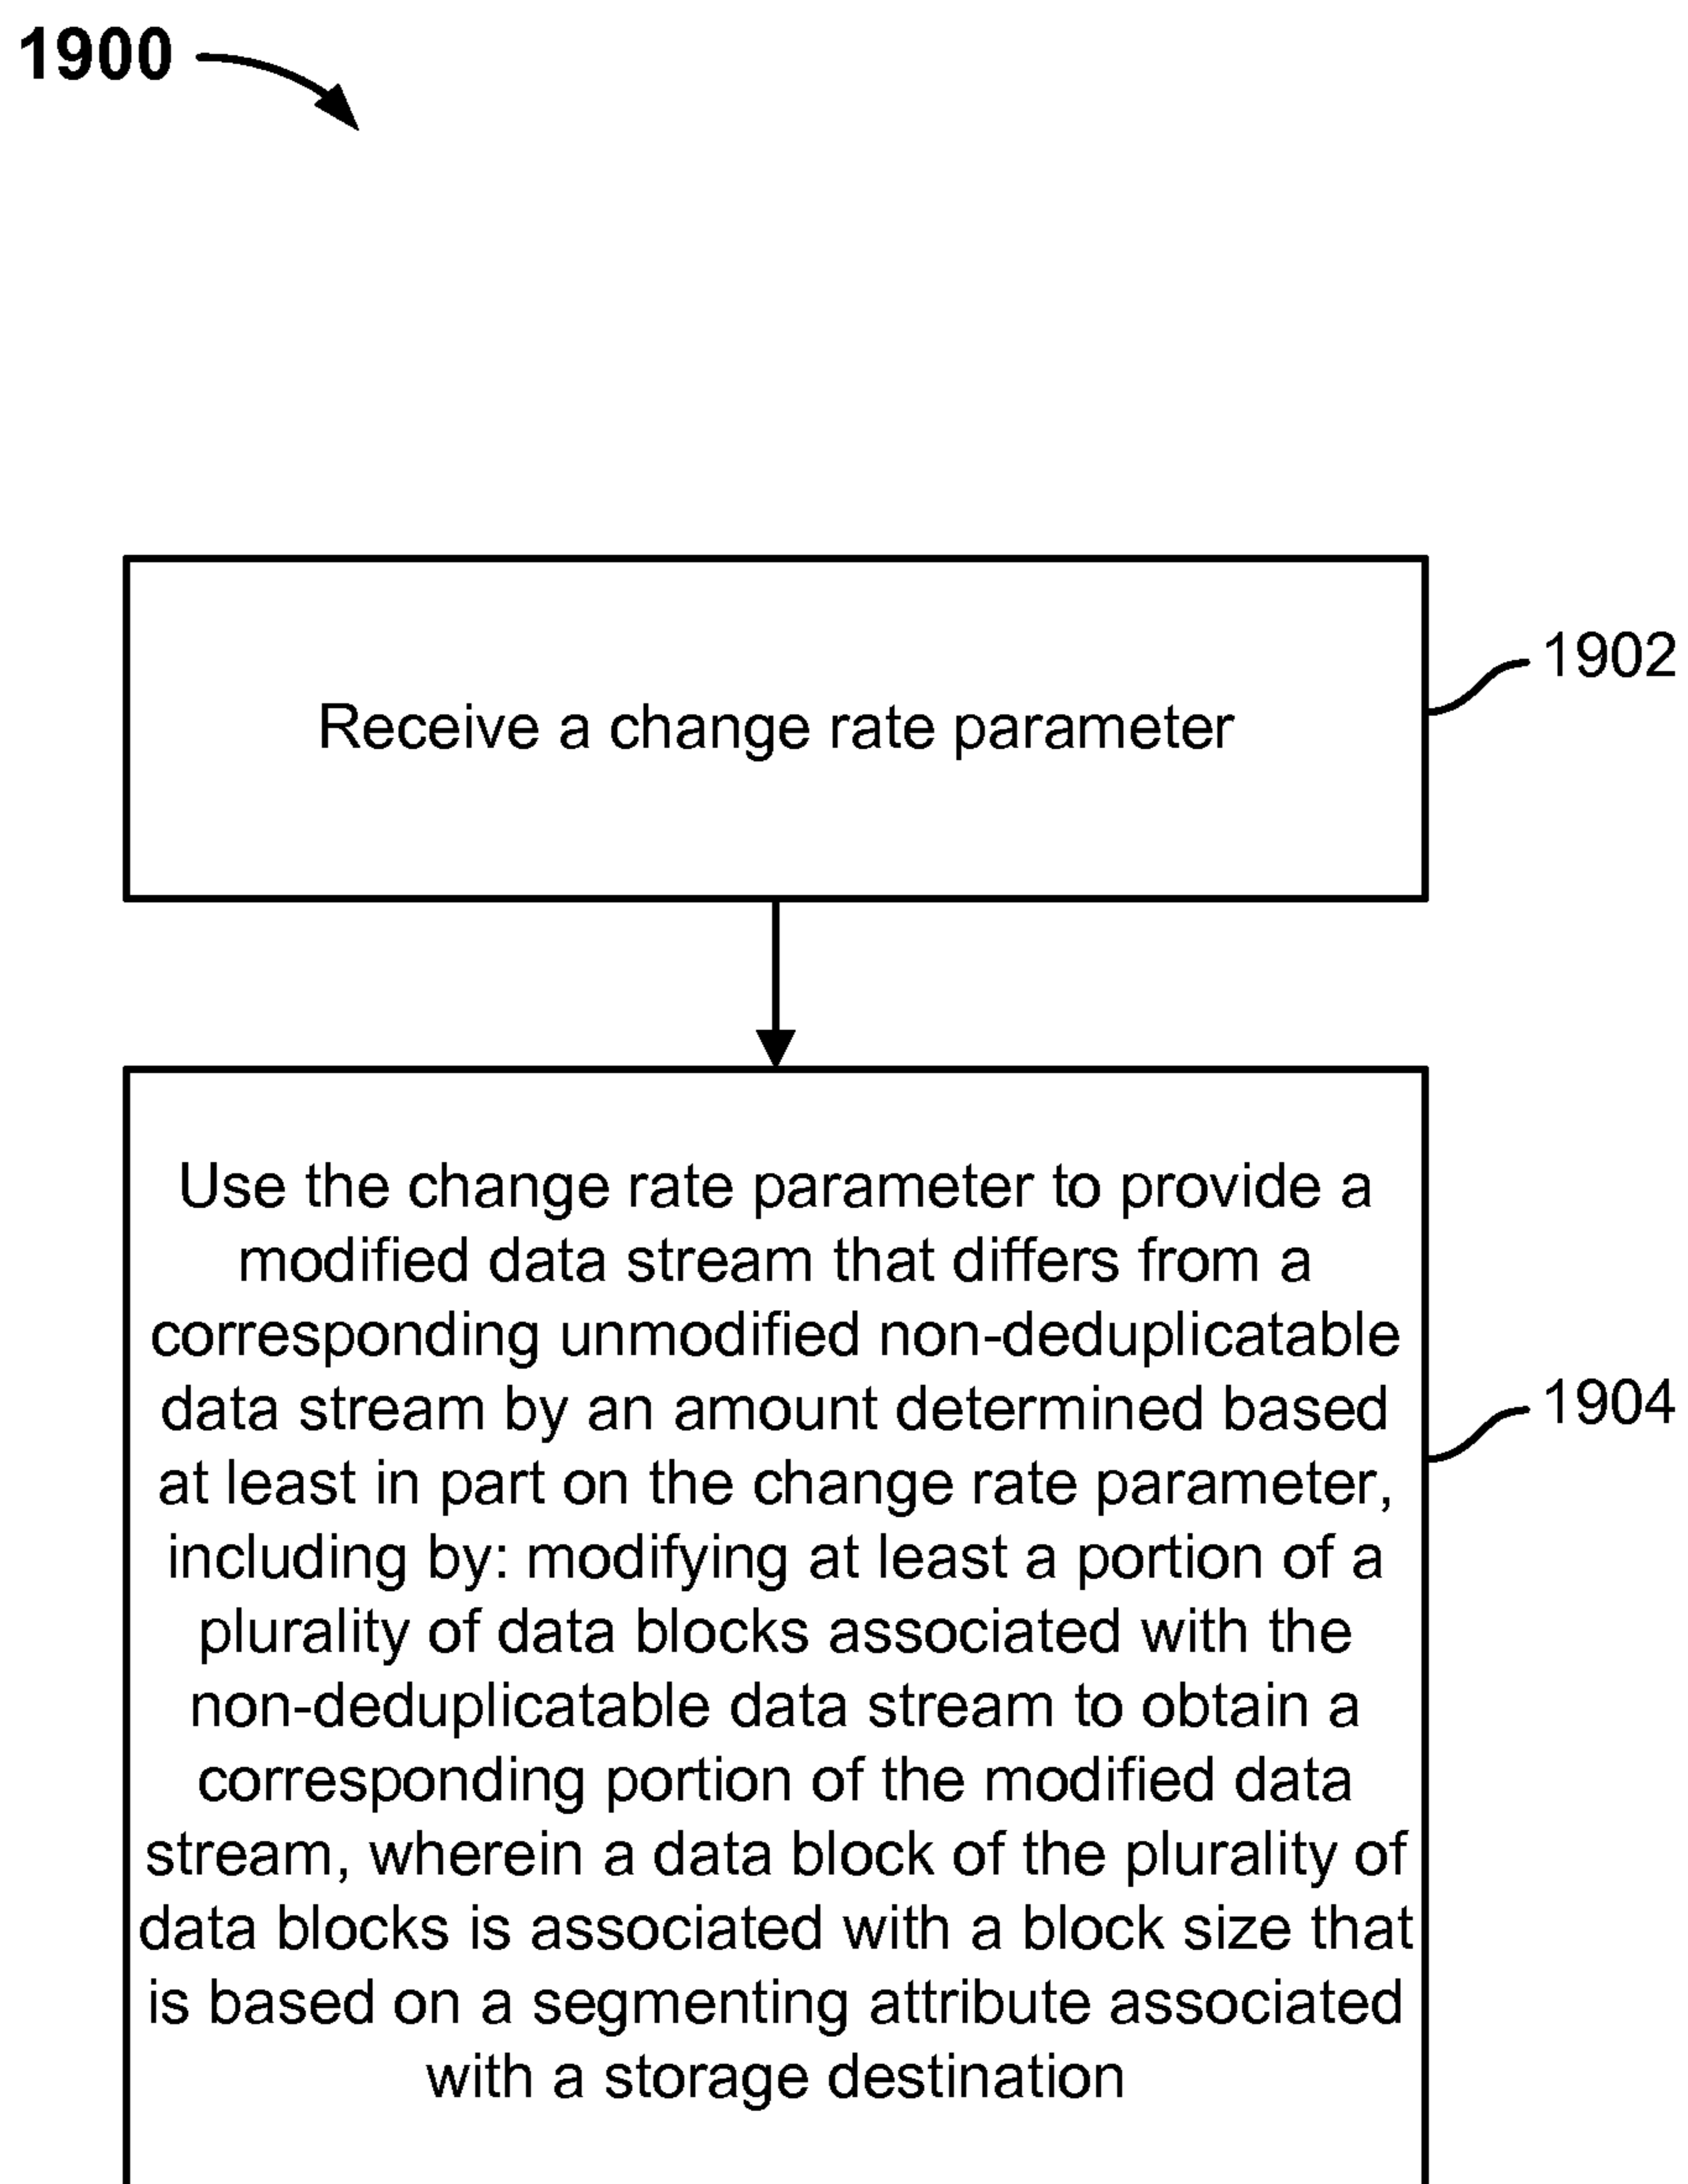 1900
Receive a change rate parameter
1902
Use the change rate parameter to provide a
modified data stream that differs from a
corresponding unmodified non-deduplicatable
data stream by an amount determined based
at least in part on the change rate parameter,
including by: modifying at least a portion of a
plurality of data blocks associated with the
non-deduplicatable data stream to obtain a
corresponding portion of the modified data
stream, wherein a data block of the plurality of
data blocks is associated with a block size that
is based on a segmenting attribute associated
with a storage destination
1904